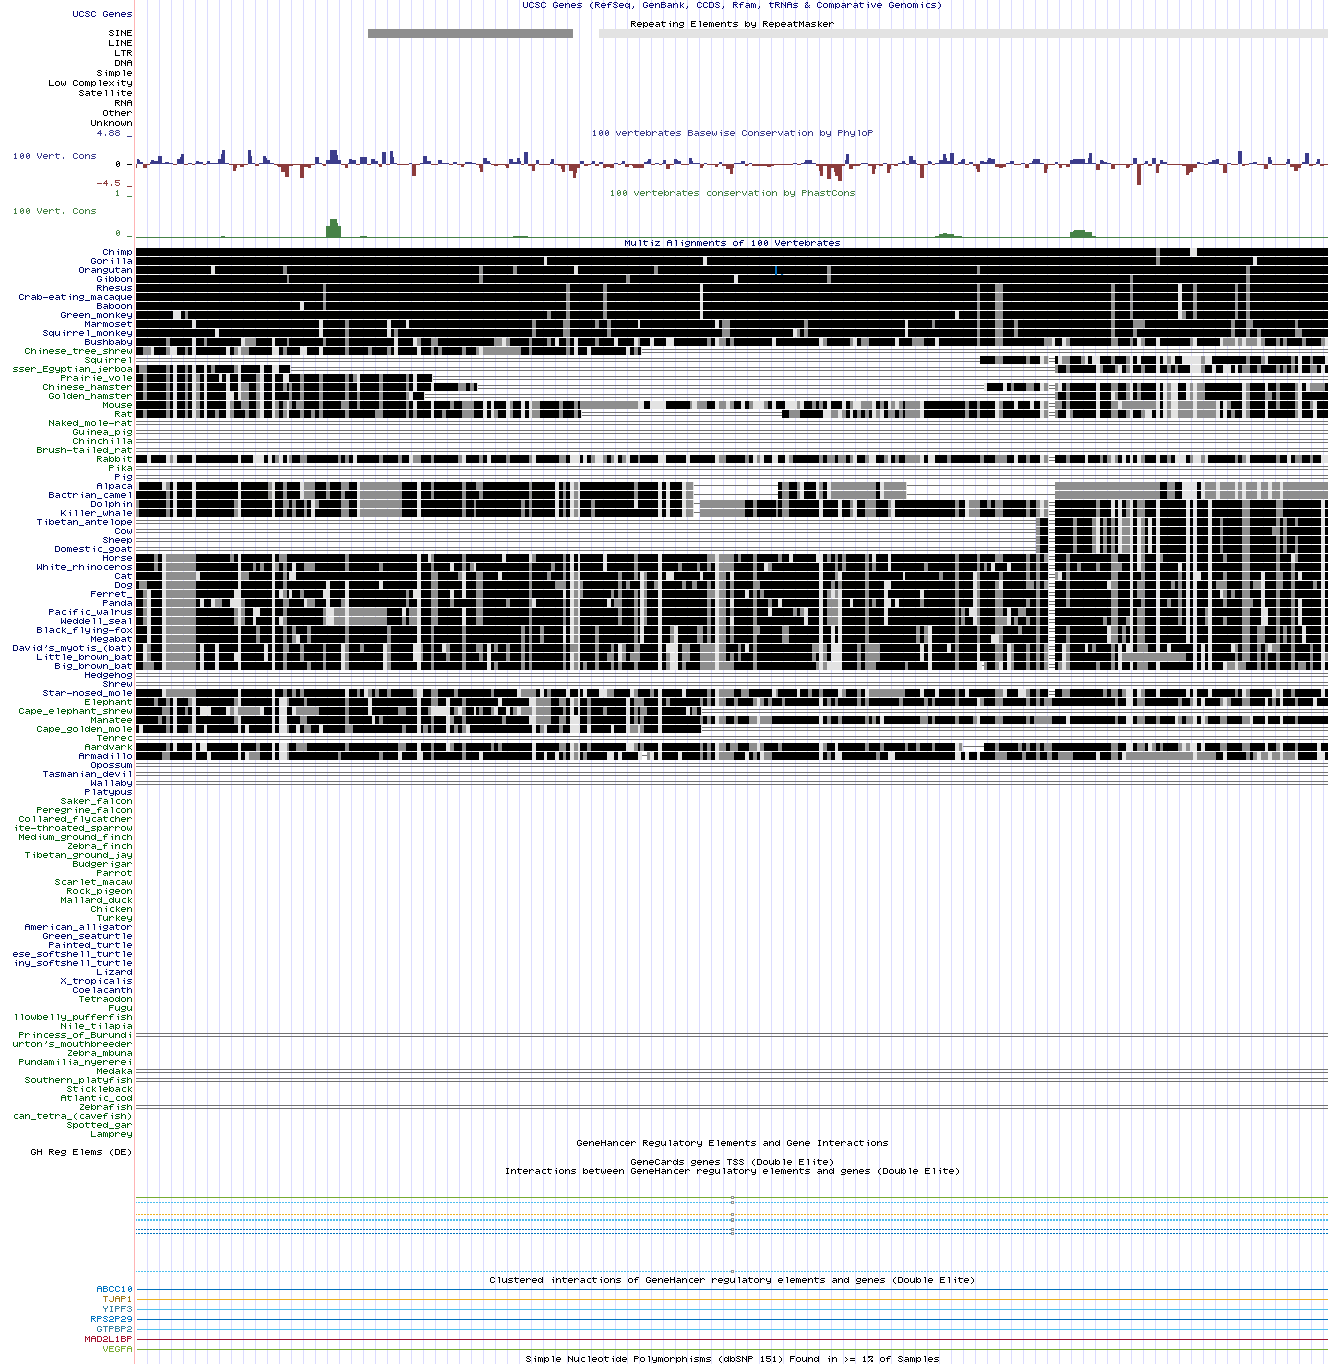 UCSC Genes (RefSeq, GenBank, CCDS, Rfam, tRNAs & Comparative Genomics)
UCSC Genes
Repeating Elements by RepeatMasker
SINE
LINE
LTR
DNA
Simple
Low Complexity
Satellite
RNA
Other
Unknown
4.88 _
100 vertebrates Basewise Conservation by PhyloP
100 Vert. Cons
0 _
-4.5 _
1 _
100 vertebrates conservation by PhastCons
100 Vert. Cons
0 _
Multiz Alignments of 100 Vertebrates
Chimp
Gorilla
Orangutan
Gibbon
Rhesus
Crab-eating_macaque
Baboon
Green_monkey
Marmoset
Squirrel_monkey
Bushbaby
Chinese_tree_shrew
Squirrel
sser_Egyptian_jerboa
Prairie_vole
Chinese_hamster
Golden_hamster
Mouse
Rat
Naked_mole-rat
Guinea_pig
Chinchilla
Brush-tailed_rat
Rabbit
Pika
Pig
Alpaca
Bactrian_camel
Dolphin
Killer_whale
Tibetan_antelope
Cow
Sheep
Domestic_goat
Horse
White_rhinoceros
Cat
Dog
Ferret_
Panda
Pacific_walrus
Weddell_seal
Black_flying-fox
Megabat
David's_myotis_(bat)
Little_brown_bat
Big_brown_bat
Hedgehog
Shrew
Star-nosed_mole
Elephant
Cape_elephant_shrew
Manatee
Cape_golden_mole
Tenrec
Aardvark
Armadillo
Opossum
Tasmanian_devil
Wallaby
Platypus
Saker_falcon
Peregrine_falcon
Collared_flycatcher
ite-throated_sparrow
Medium_ground_finch
Zebra_finch
Tibetan_ground_jay
Budgerigar
Parrot
Scarlet_macaw
Rock_pigeon
Mallard_duck
Chicken
Turkey
American_alligator
Green_seaturtle
Painted_turtle
ese_softshell_turtle
iny_softshell_turtle
Lizard
X_tropicalis
Coelacanth
Tetraodon
Fugu
llowbelly_pufferfish
Nile_tilapia
Princess_of_Burundi
urton's_mouthbreeder
Zebra_mbuna
Pundamilia_nyererei
Medaka
Southern_platyfish
Stickleback
Atlantic_cod
Zebrafish
can_tetra_(cavefish)
Spotted_gar
Lamprey
GeneHancer Regulatory Elements and Gene Interactions
GH Reg Elems (DE)
GeneCards genes TSS (Double Elite)
Interactions between GeneHancer regulatory elements and genes (Double Elite)
Clustered interactions of GeneHancer regulatory elements and genes (Double Elite)
ABCC10
TJAP1
YIPF3
RPS2P29
GTPBP2
MAD2L1BP
VEGFA
Simple Nucleotide Polymorphisms (dbSNP 151) Found in >= 1% of Samples